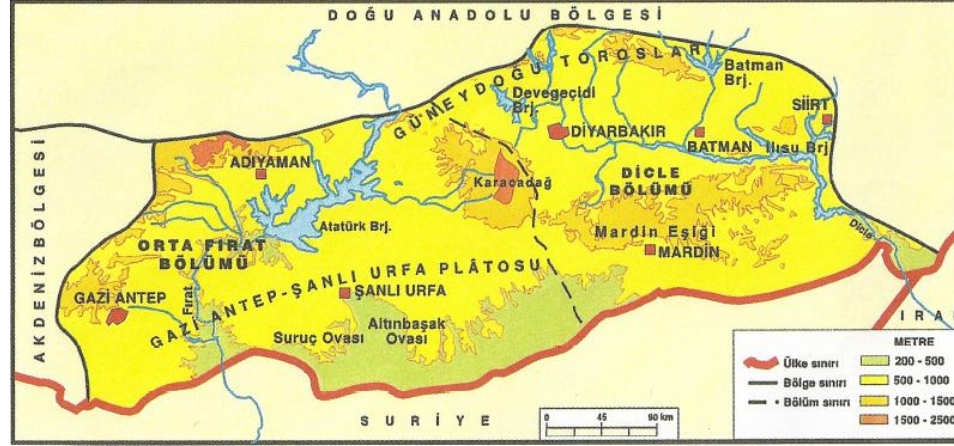 DOĞU ANADOLU BÖLGESİ
AKDENİZ BÖLGESİ
GÜNEYDOĞU TOROSLAR
Batman
Brj.
Devegeçidi
Brj.
SİİRT
DİYARBAKIR
BATMAN
Ilısu Brj
ADIYAMAN
Karacadağ
DİCLE
BÖLÜMÜ
Atatürk Brj.
Mardin Eşiği
MARDİN
Dicle
ORTA FIRAT
BÖLÜMÜ
GAZİ ANTEP-ŞANLI URFA PLÂTOSU
GAZİ ANTEP
Fırat
ŞANLI URFA
Suruç Ovası
Altınbaşak
Ovası
IRAK
SURİYE
0 45 90 km
METRE
Ülke sınırı
Bölge sınırı
Bölüm sınırı
200 - 500
500 - 1000
1000 - 1500
1500 - 2500